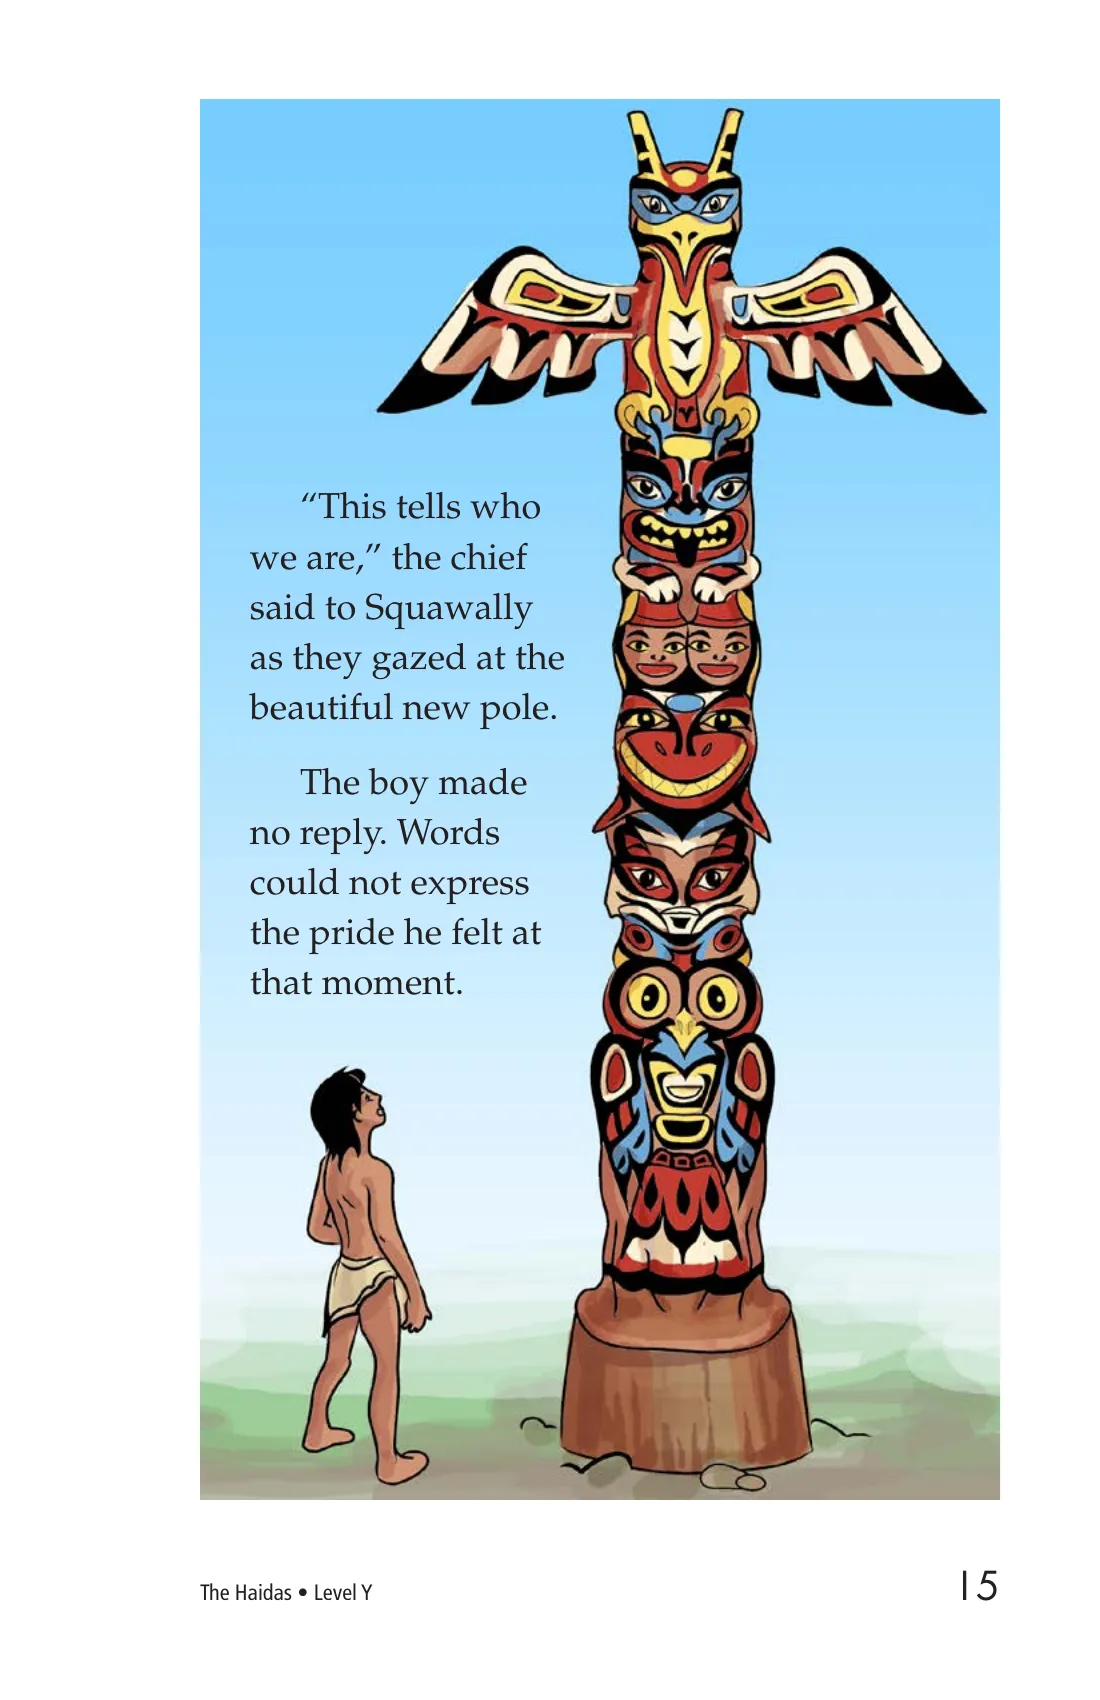 “This tells who
we are,” the chief
said to Squawally
as they gazed at the
beautiful new pole.
The boy made
no reply. Words
could not express
the pride he felt at
that moment.
The Haidas • Level Y
15